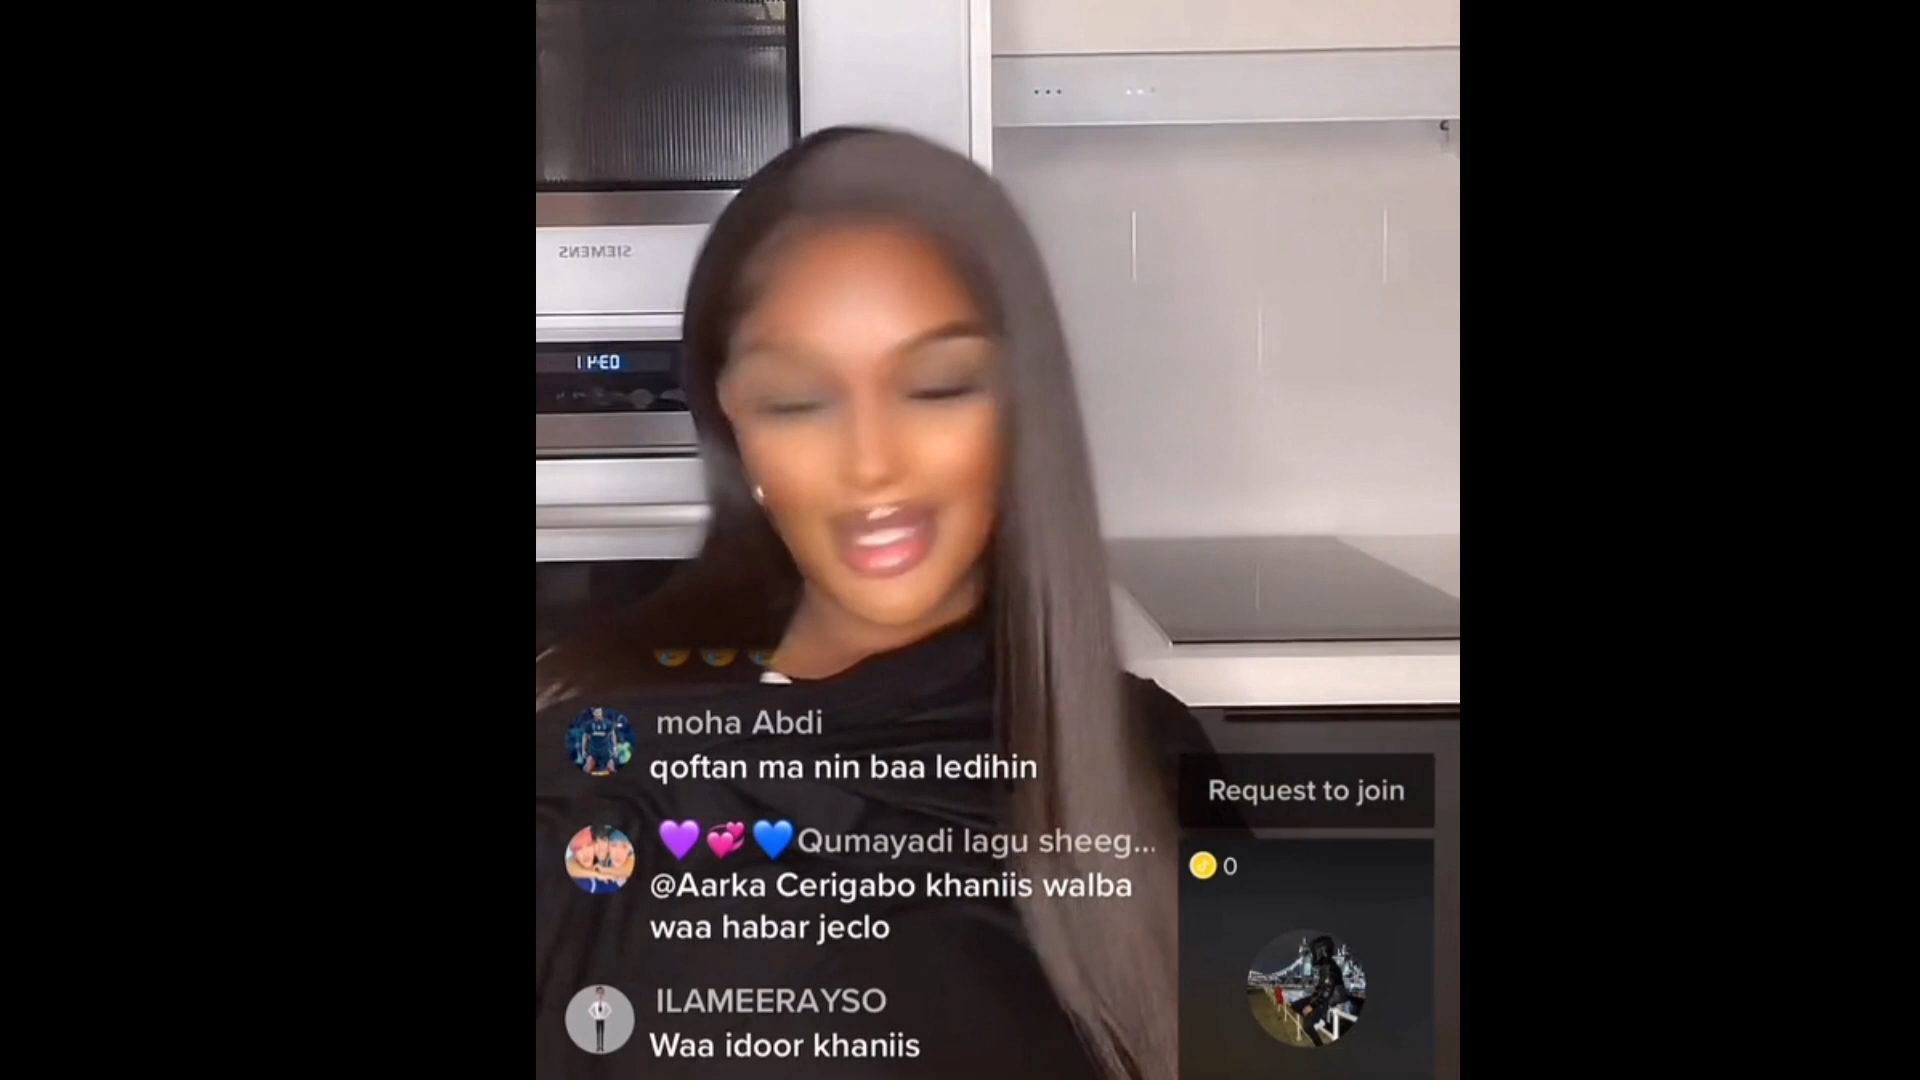 SIEMENS
moha Abdi
qoftan ma nin baa ledihin
💜💞💙Qumayadi lagu sheeg...
@Aarka Cerigabo khaniis walba
waa habar jeclo
ILAMEERAYSO
Waa idoor khaniis
Request to join
0